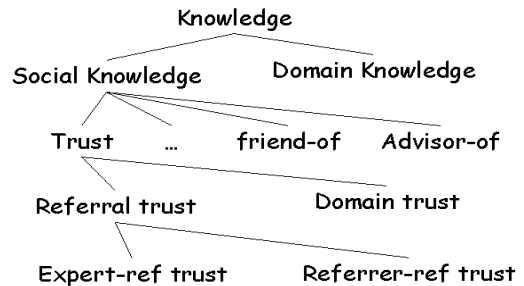 Knowledge
Social Knowledge Domain Knowledge
Trust ... friend-of Advisor-of
Referral trust Domain trust
Expert-ref trust Referrer-ref trust